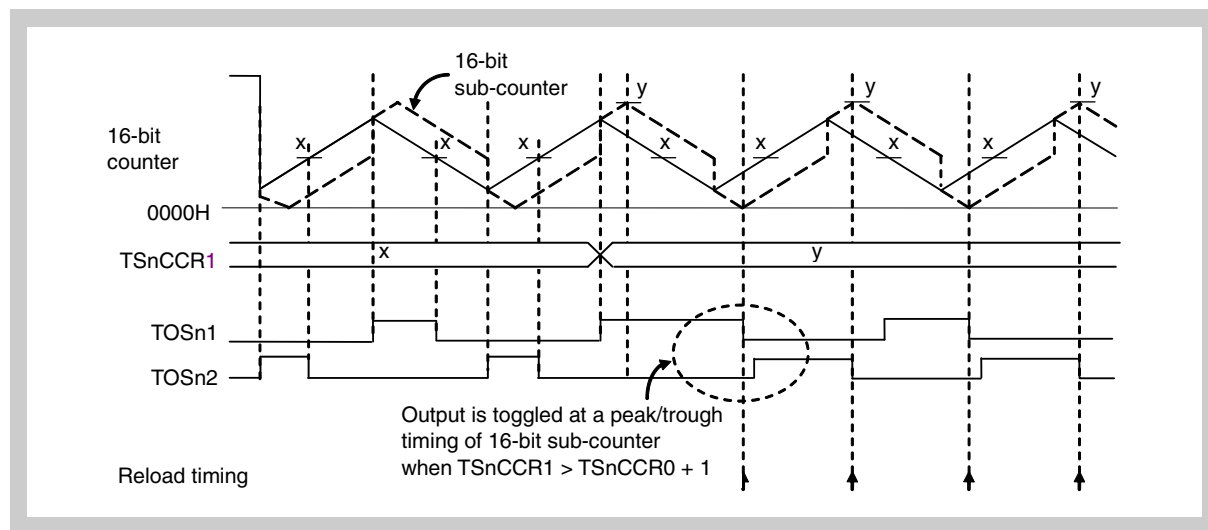 16-bit
sub-counter
y
y
y
16-bit
counter
x
x
x
x
x
x
x
0000H
TSnCCR1
x
y
TOSn1
TOSn2
Output is toggled at a peak/trough
timing of 16-bit sub-counter
when TSnCCR1 > TSnCCR0 + 1
Reload timing